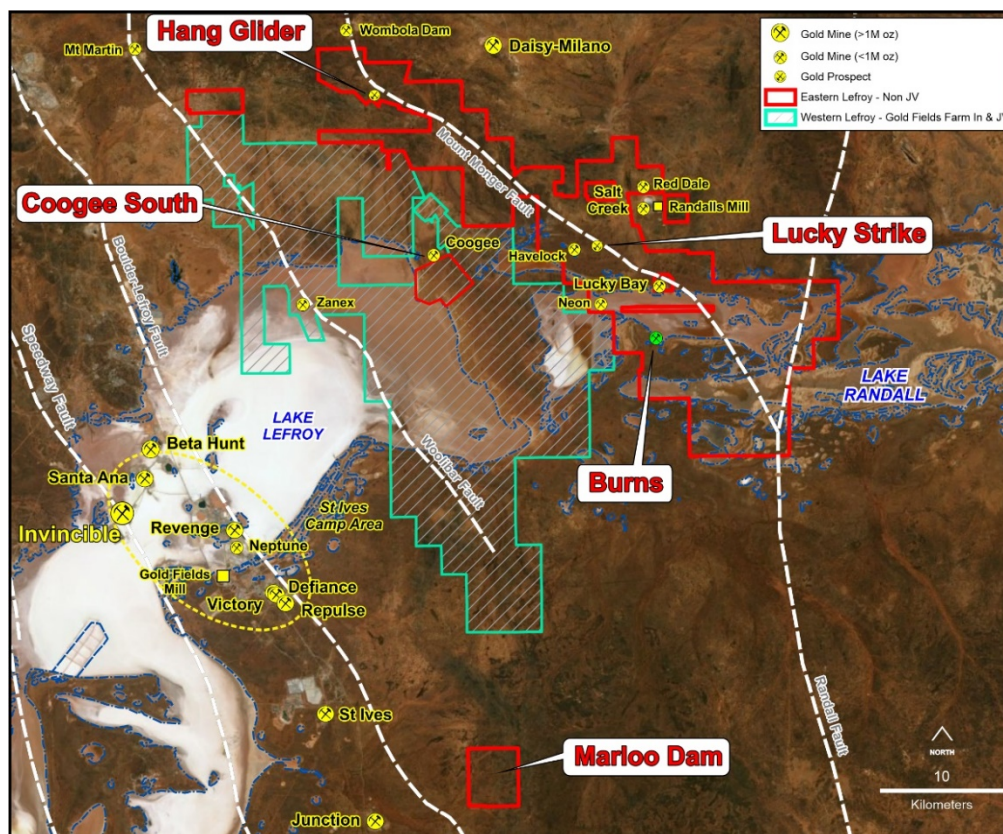 Hang Glider
Wombola Dam
Mt Martin
Daisy-Milano
Gold Mine (>1M oz)
Gold Mine (<1M oz)
Gold Prospect
Eastern Lefroy - Non JV
Western Lefroy - Gold Fields Farm In & JV
Mount Monger Fault
Coogee South
Red Dale
Salt
Creek
Randalls Mill
Coogee
Havelock
Lucky Strike
Boulder-Lefroy Fault
Zanex
Lucky Bay
Neon
Speedway Fault
LAKE
LEFROY
LAKE
RANDALL
Burns
Woolibar Fault
Beta Hunt
Santa Ana
St Ives
Camp Area
Invincible
Revenge
Neptune
Gold Fields
Mill
Defiance
Victory
Repulse
Randall Fault
St Ives
Marloo Dam
Junction
NORTH
10
Kilometers